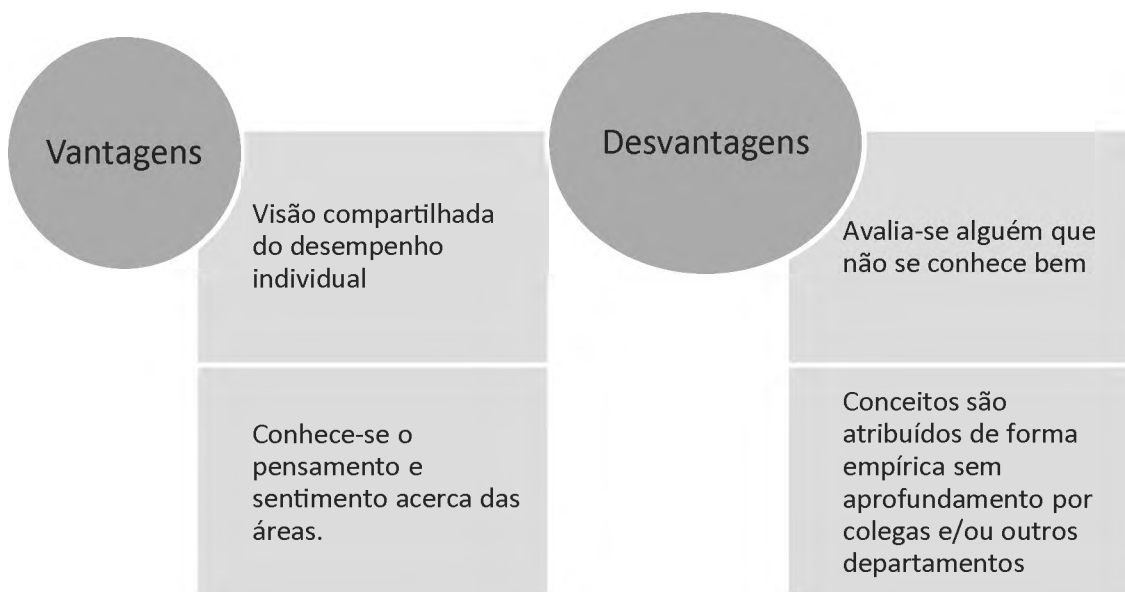 Vantagens
Visão compartilhada
do desempenho
individual
Conhece-se o
pensamento e
sentimento acerca das
áreas.
Desvantagens
Avalia-se alguém que
não se conhece bem
Conceitos são
atribuídos de forma
empírica sem
aprofundamento por
colegas e/ou outros
departamentos